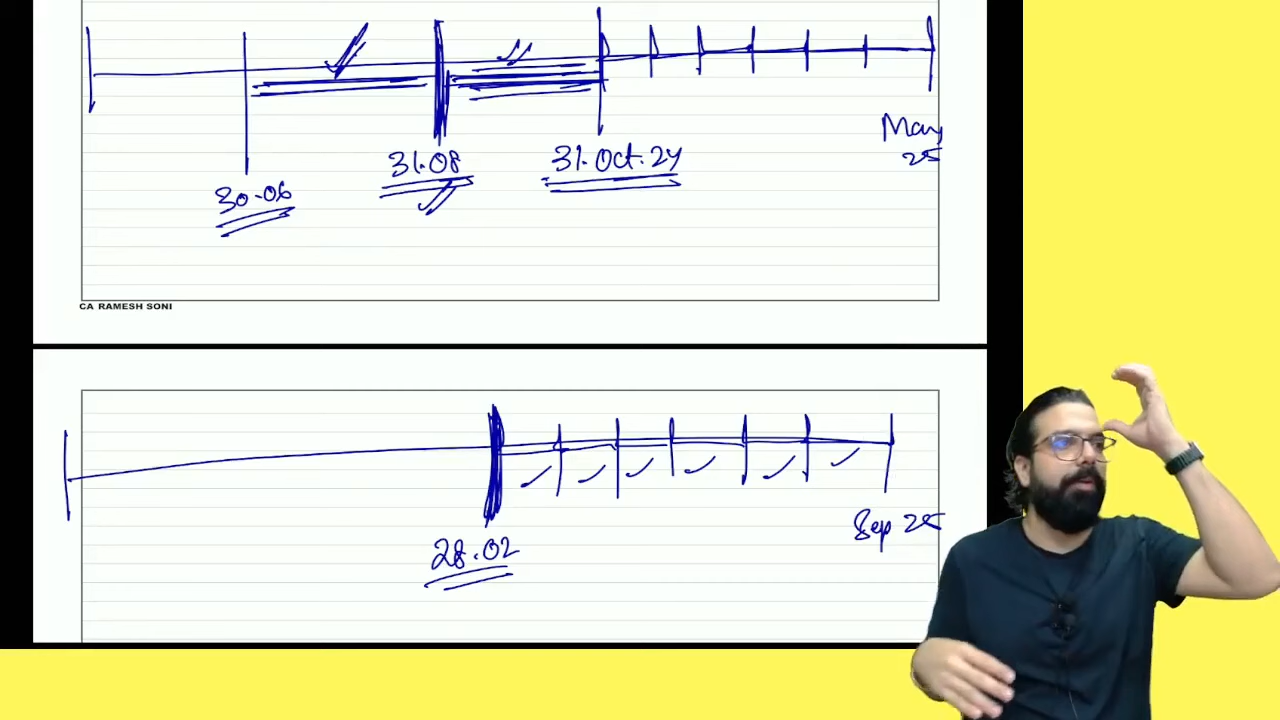 May
25
31.08
31.Oct.24
30.06
CA RAMESH SONI
Sep 25
28.02